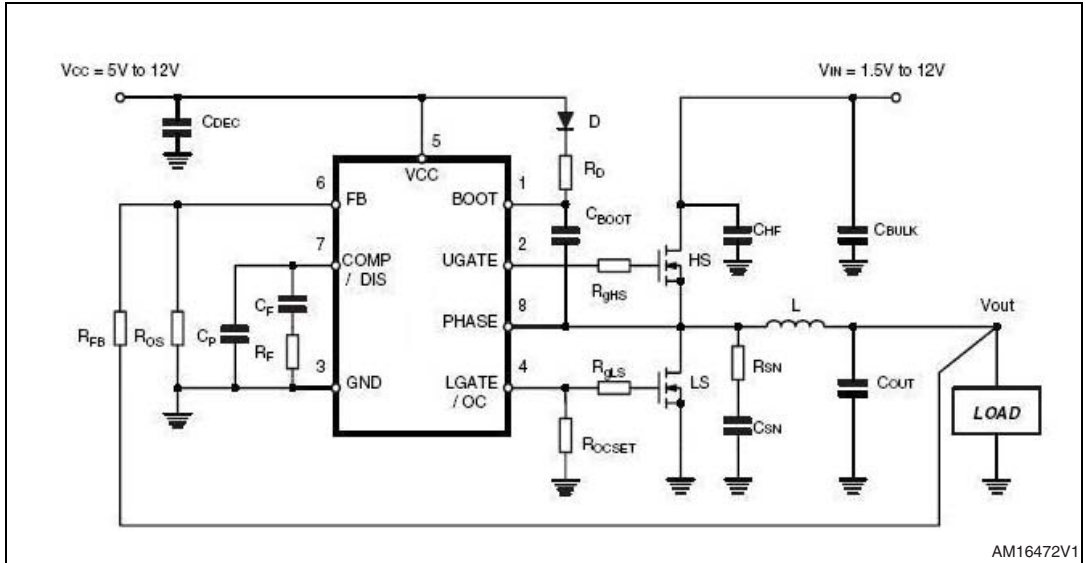 Vcc = 5V to 12V
VIN = 1.5V to 12V
CDEC
D
RD
5
VCC
6
FB
BOOT
1
CBOOT
CHF
CBULK
7
COMP
/ DIS
UGATE
2
RgHS
HS
CF
PHASE
8
L
Vout
RFB
ROS
CP
RF
RSN
3
GND
LGATE
/ OC
4
RgLS
LS
COUT
LOAD
ROCSET
CSN
AM16472V1